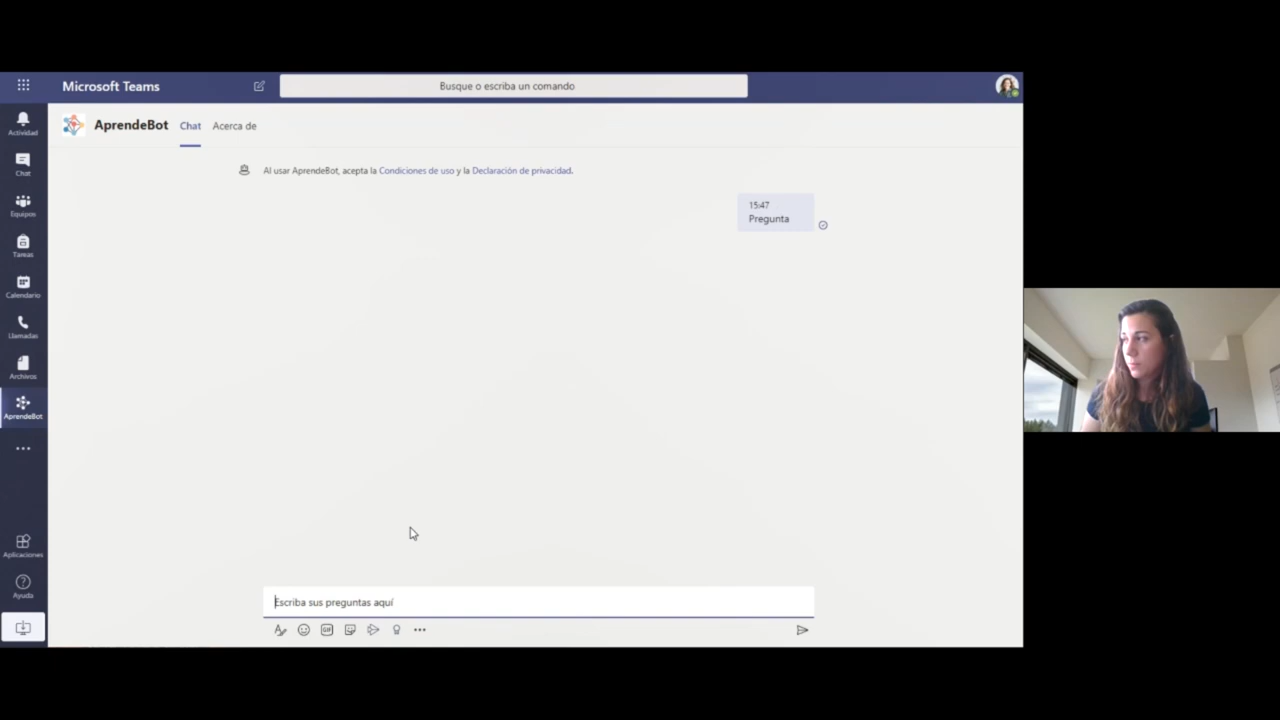 Microsoft Teams
Busque o escriba un comando
Actividad
Chat
Equipos
Tareas
Calendario
Llamadas
Archivos
AprendeBot
Aplicaciones
Ayuda
AprendeBot Chat Acerca de
Al usar AprendeBot, acepta la Condiciones de uso y la Declaración de privacidad.
15:47
Pregunta
Escriba sus preguntas aquí
GIF